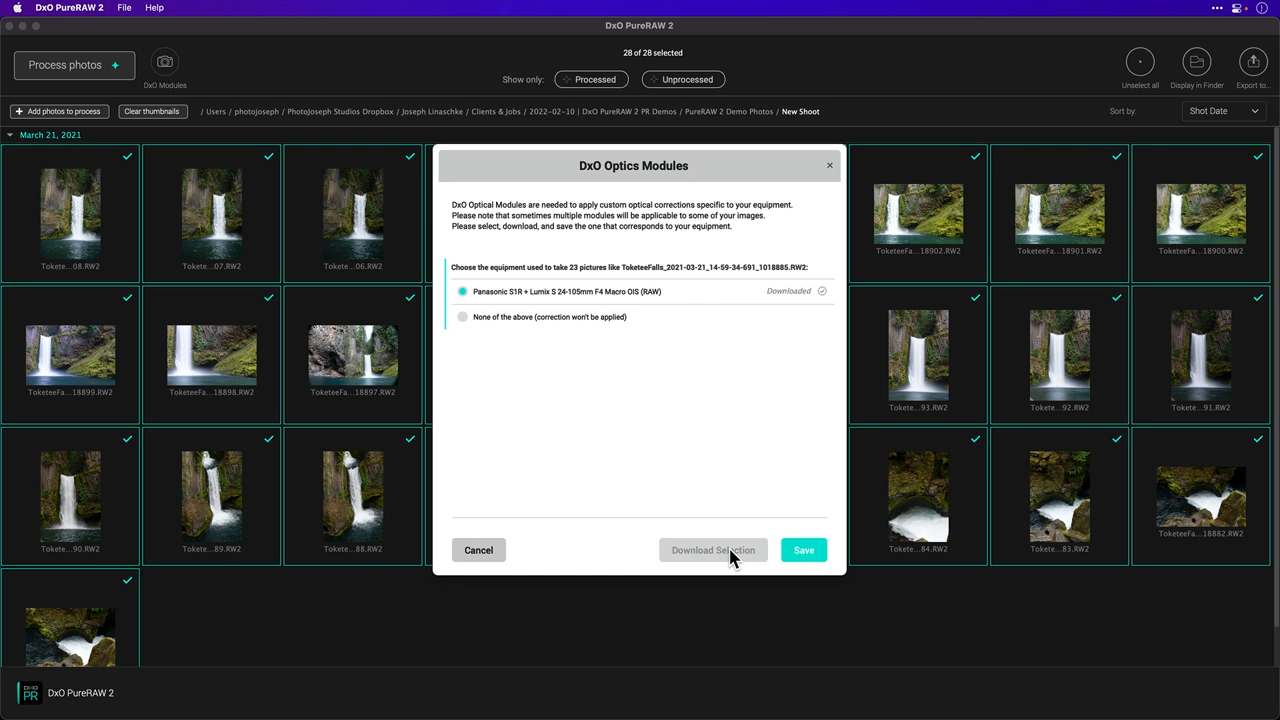 DxO PureRAW 2 File Help
DxO PureRAW 2
Process photos
DxO Modules
28 of 28 selected
Show only: Processed Unprocessed
Unselect all Display in Finder Export to...
+ Add photos to process Clear thumbnails / Users / photojoseph / PhotoJoseph Studios Dropbox / Joseph Linaschke / Clients & Jobs / 2022-02-10 | DxO PureRAW 2 PR Demos / PureRAW 2 Demo Photos / New Shoot Sort by: Shot Date
March 21, 2021
Tokete...08.RW2 Tokete...07.RW2 Tokete...06.RW2 ToketeeFa...18902.RW2 ToketeeFa...18901.RW2 ToketeeFa...18900.RW2
ToketeeFa...18899.RW2 ToketeeFa...18898.RW2 ToketeeFa...18897.RW2 Tokete...93.RW2 Tokete...92.RW2 Tokete...91.RW2
Tokete...90.RW2 Tokete...89.RW2 Tokete...88.RW2 Tokete...84.RW2 Tokete...83.RW2 ToketeeFa...18882.RW2
DxO Optics Modules ×
DxO Optical Modules are needed to apply custom optical corrections specific to your equipment.
Please note that sometimes multiple modules will be applicable to some of your images.
Please select, download, and save the one that corresponds to your equipment.
Choose the equipment used to take 23 pictures like ToketeeFalls_2021-03-21_14-59-34-691_1018885.RW2:
Panasonic S1R + Lumix S 24-105mm F4 Macro OIS (RAW) Downloaded
None of the above (correction won't be applied)
Cancel Download Selection Save
DXO
PR
DxO PureRAW 2